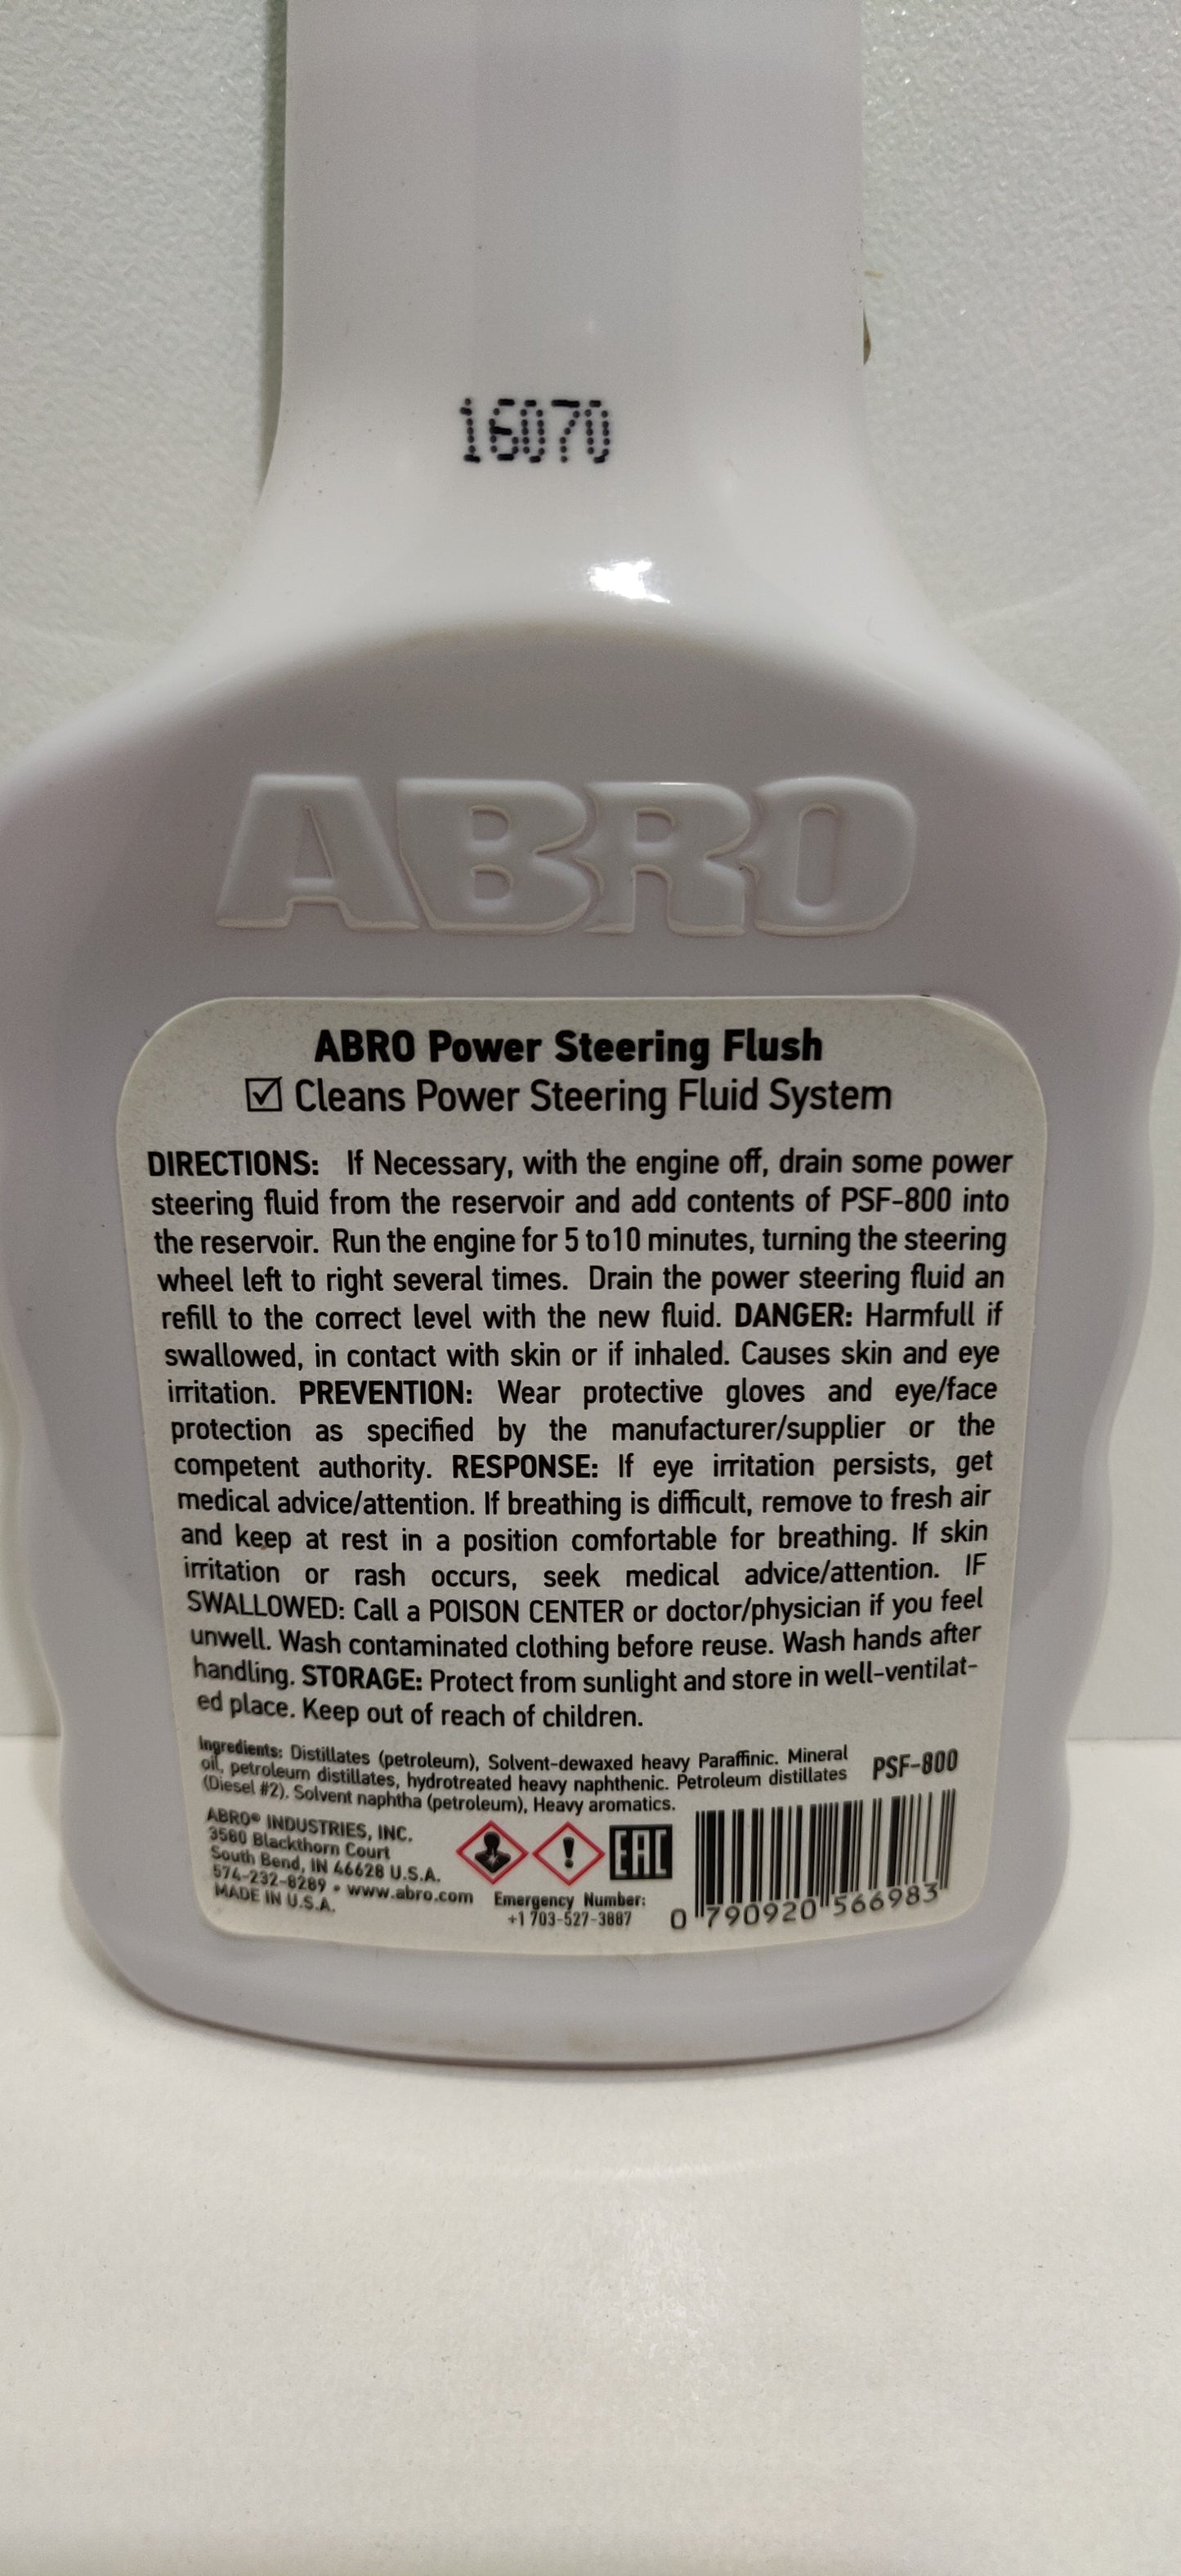 16070
ABRO
ABRO Power Steering Flush
Cleans Power Steering Fluid System
DIRECTIONS: If Necessary, with the engine off, drain some power
steering fluid from the reservoir and add contents of PSF-800 into
the reservoir. Run the engine for 5 to10 minutes, turning the steering
wheel left to right several times. Drain the power steering fluid an
refill to the correct level with the new fluid. DANGER: Harmfull if
swallowed, in contact with skin or if inhaled. Causes skin and eye
irritation. PREVENTION: Wear protective gloves and eye/face
protection as specified by the manufacturer/supplier or the
competent authority. RESPONSE: If eye irritation persists, get
medical advice/attention. If breathing is difficult, remove to fresh air
and keep at rest in a position comfortable for breathing. If skin
irritation or rash occurs, seek medical advice/attention. IF
SWALLOWED: Call a POISON CENTER or doctor/physician if you feel
unwell. Wash contaminated clothing before reuse. Wash hands after
handling. STORAGE: Protect from sunlight and store in well-ventilat-
ed place. Keep out of reach of children.
Ingredients: Distillates (petroleum), Solvent-dewaxed heavy Paraffinic. Mineral
oil, petroleum distillates, hydrotreated heavy naphthenic. Petroleum distillates
(Diesel #2). Solvent naphtha (petroleum), Heavy aromatics.
PSF-800
ABRO® INDUSTRIES, INC.
3580 Blackthorn Court
South Bend, IN 46628 U.S.A.
574-232-8289 • www.abro.com
MADE IN U.S.A.
EAC
Emergency Number:
+1 703-527-3887
0 790920 566983